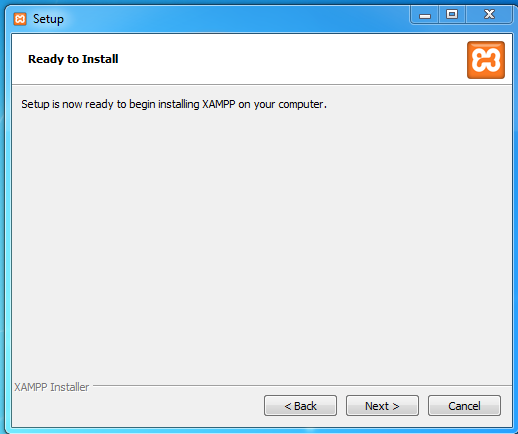 Setup
Ready to Install
Setup is now ready to begin installing XAMPP on your computer.
XAMPP Installer
< Back
Next >
Cancel